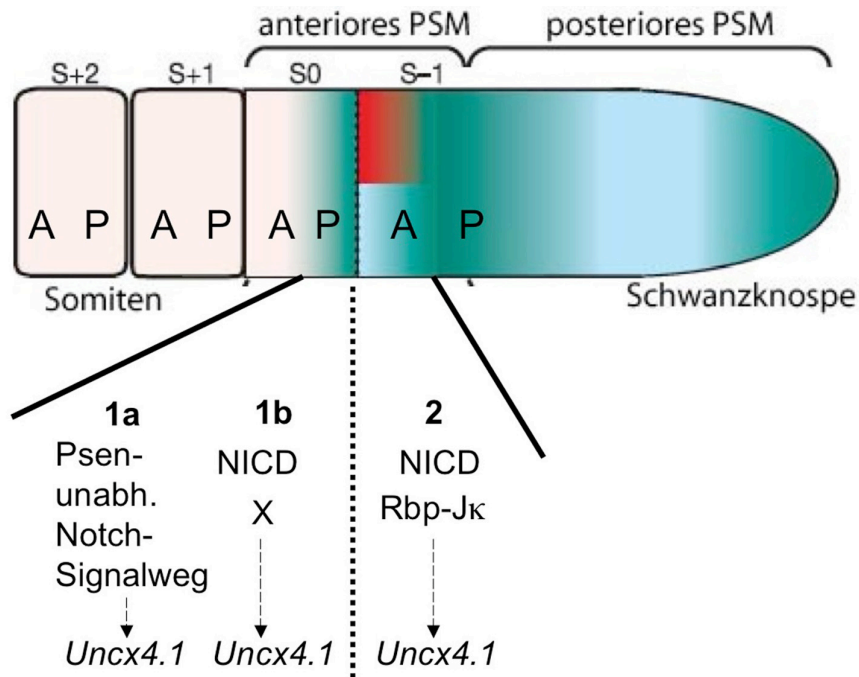 anteriores PSM
posteriores PSM
S+2
S+1
S0
S–1
A P
A P
A P
A
P
Somiten
Schwanzknospe
1a
Psen-
unabh.
Notch-
Signalweg
Uncx4.1
1b
NICD
X
Uncx4.1
2
NICD
Rbp-Jκ
Uncx4.1